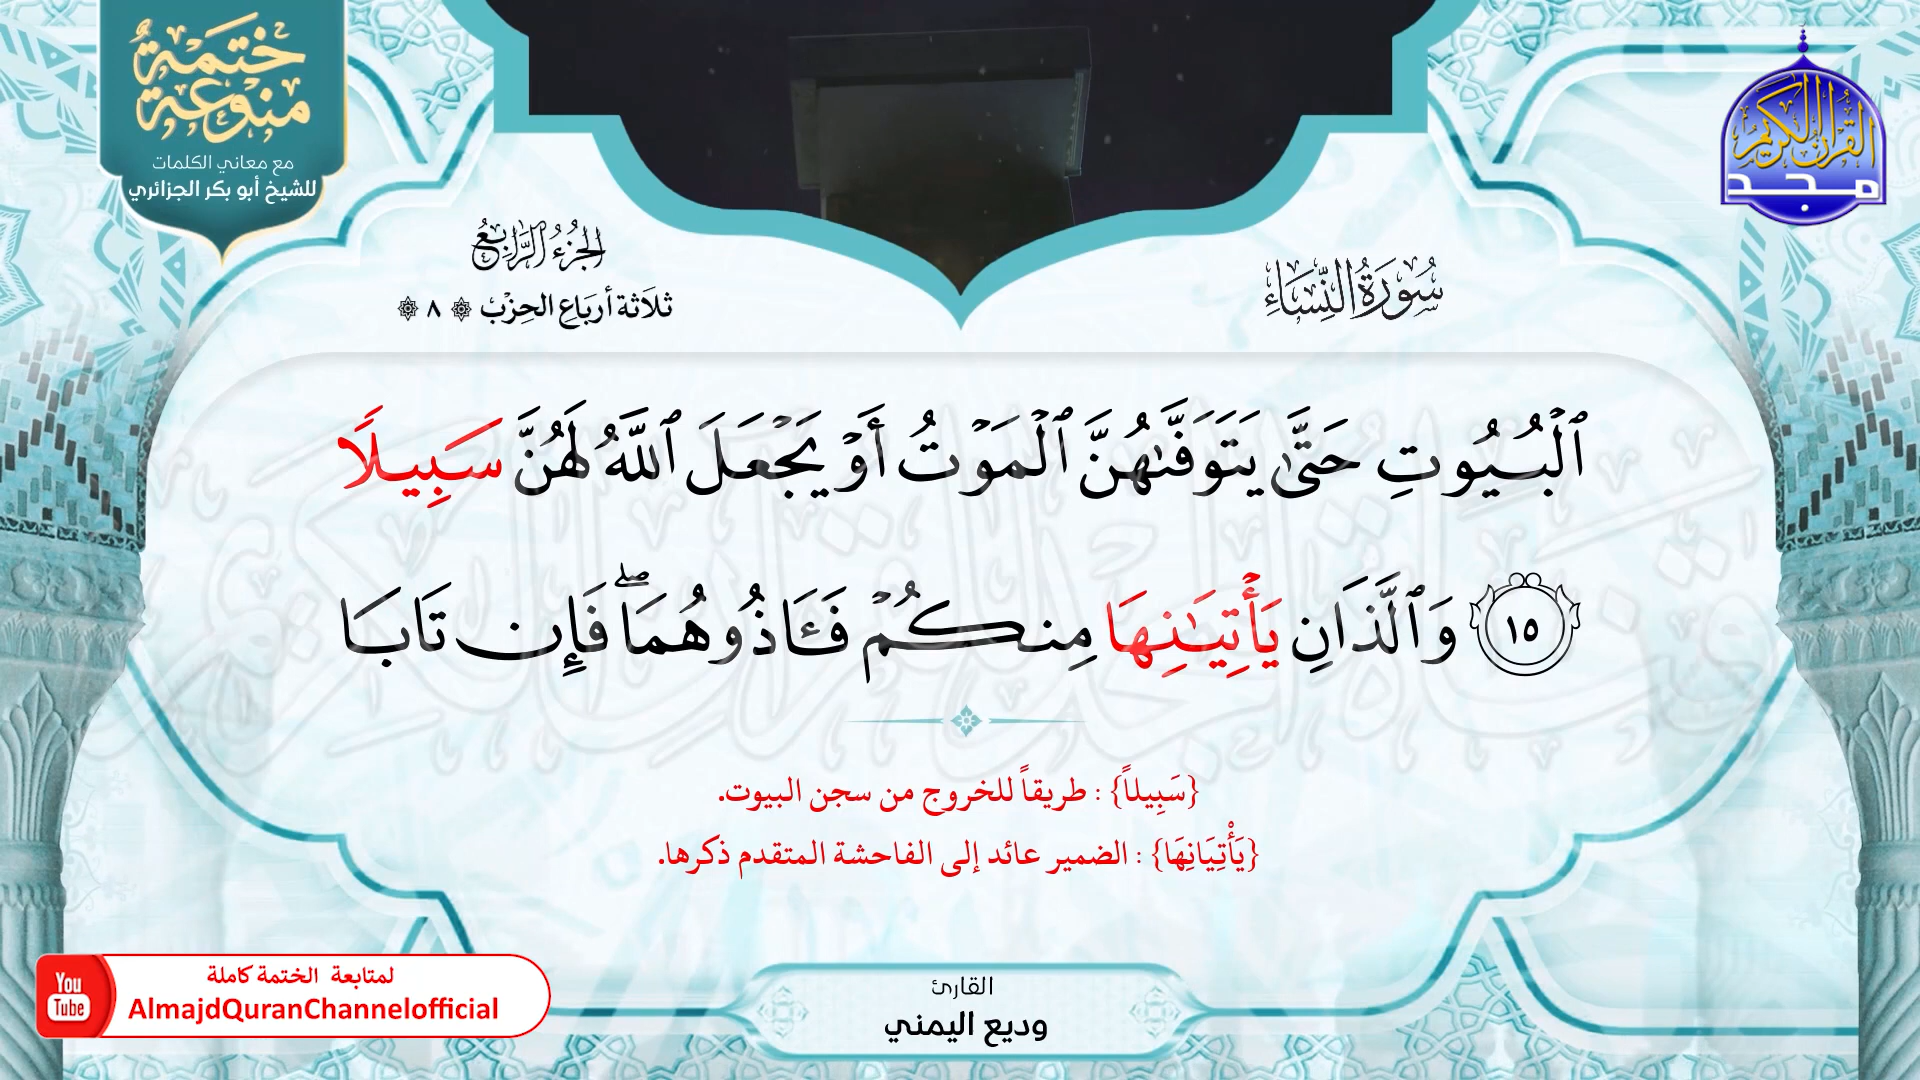 ختمة
منوعة
مع معاني الكلمات
للشيخ أبو بكر الجزائري
القرآن الكريم
مجد
الجزء الرابع
ثلاثة أرباع الحزب ۞ ٨ ۞
سورة النساء
ٱلْبُيُوتِ حَتَّىٰ يَتَوَفَّىٰهُنَّ ٱلْمَوْتُ أَوْ يَجْعَلَ ٱللَّهُ لَهُنَّ سَبِيلًا
١٥ وَٱلَّذَانِ يَأْتِيَٰنِهَا مِنكُمْ فَـَٔاذُوهُمَا ۖ فَإِن تَابَا
{سَبِيلاً} : طريقاً للخروج من سجن البيوت.
{يَأْتِيَانِهَا} : الضمير عائد إلى الفاحشة المتقدم ذكرها.
You
Tube
لمتابعة الختمة كاملة
AlmajdQuranChannelofficial
القارئ
وديع اليمني